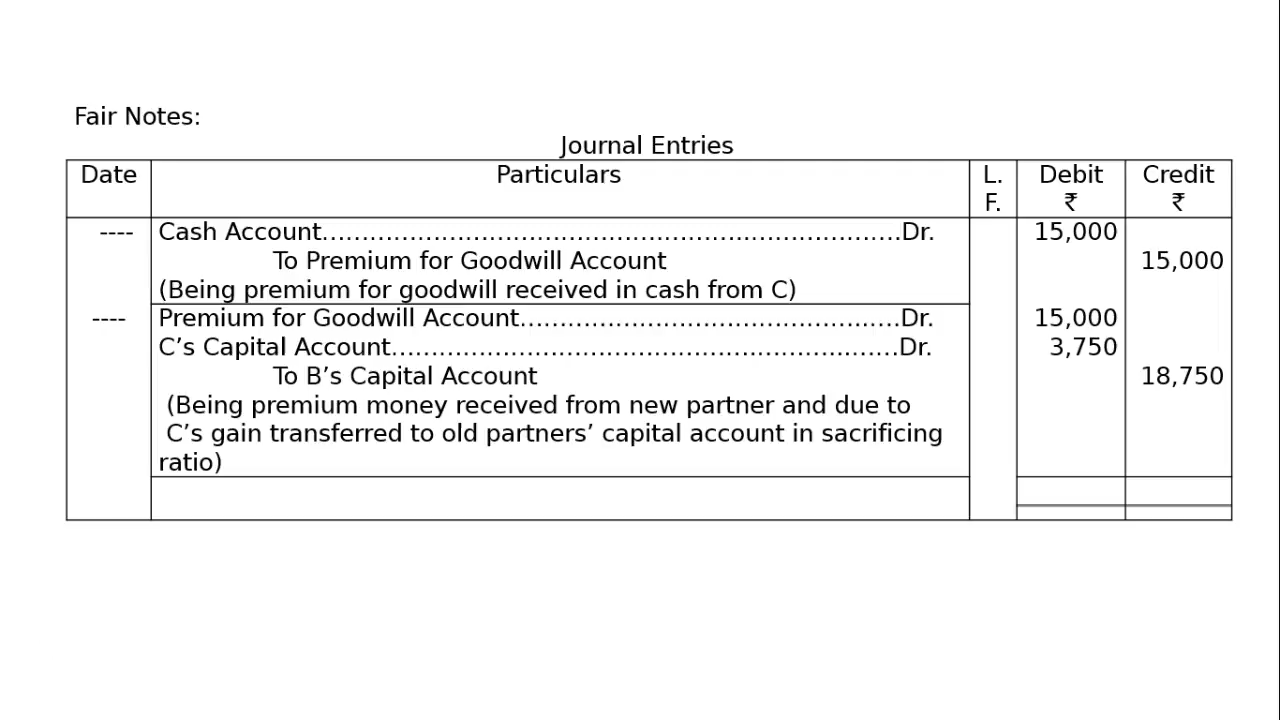 Fair Notes:
Journal Entries
Date Particulars L. Debit Credit
F. ₹ ₹
---- Cash Account……………………………………………..…………………Dr. 15,000
To Premium for Goodwill Account 15,000
(Being premium for goodwill received in cash from C)
---- Premium for Goodwill Account……………………………………..…..Dr. 15,000
C’s Capital Account…………………………………………………...……Dr. 3,750
To B’s Capital Account 18,750
(Being premium money received from new partner and due to
C’s gain transferred to old partners’ capital account in sacrificing
ratio)